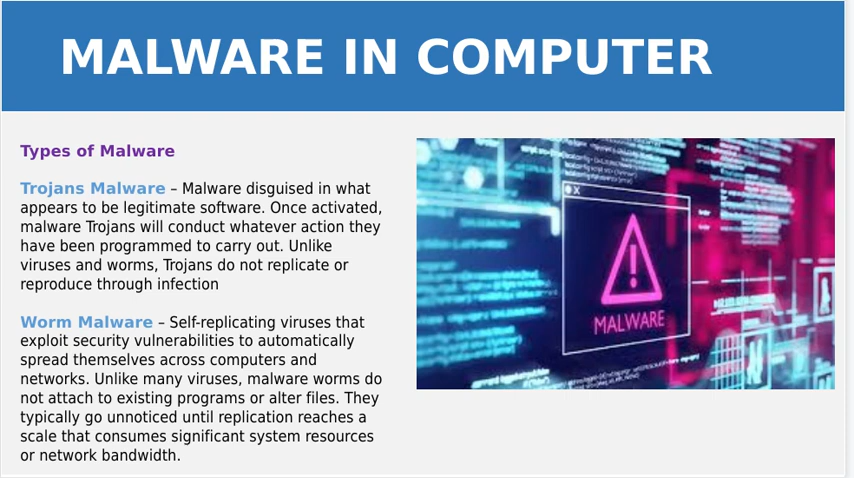 MALWARE IN COMPUTER
Types of Malware
Trojans Malware – Malware disguised in what
appears to be legitimate software. Once activated,
malware Trojans will conduct whatever action they
have been programmed to carry out. Unlike
viruses and worms, Trojans do not replicate or
reproduce through infection
Worm Malware – Self-replicating viruses that
exploit security vulnerabilities to automatically
spread themselves across computers and
networks. Unlike many viruses, malware worms do
not attach to existing programs or alter files. They
typically go unnoticed until replication reaches a
scale that consumes significant system resources
or network bandwidth.
MALWARE